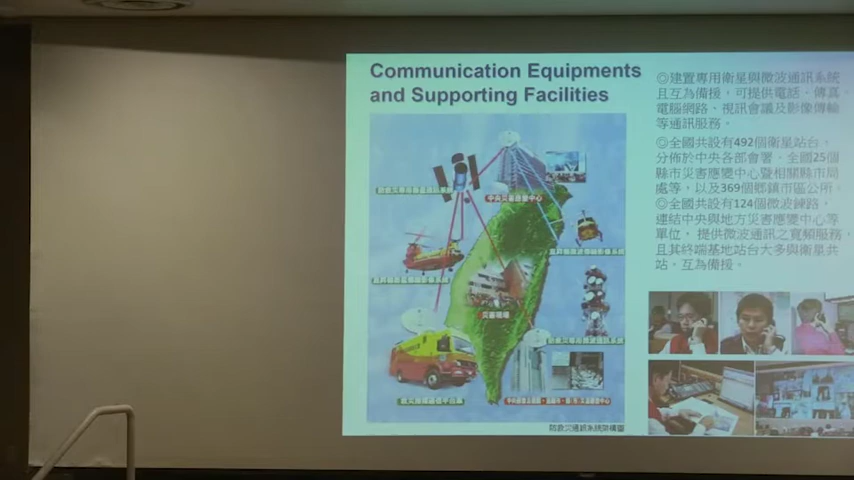 Communication Equipments
and Supporting Facilities
◎建置專用衛星與微波通訊系統
且互為備援，可提供電話、傳真、
電腦網路、視訊會議及影像傳輸
等通訊服務。
◎全國共設有492個衛星站台，
分佈於中央各部會署、全國25個
縣市災害應變中心暨相關縣市局
處等，以及369個鄉鎮市區公所。
◎全國共設有124個微波鍊路，
連結中央與地方災害應變中心等
單位，提供微波通訊之寬頻服務，
且其終端基地站台大多與衛星共
站，互為備援。
中央災害應變中心
災害現場
防救災通訊系統架構圖